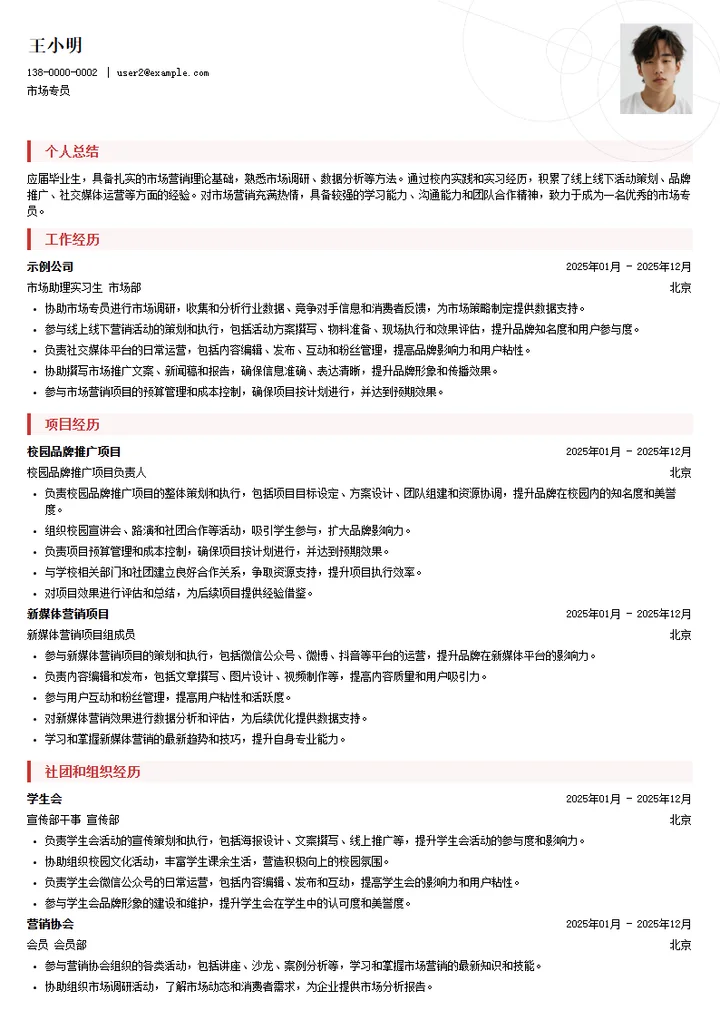 王小明
138-0000-0002 | user2@example.com
市场专员
个人总结
应届毕业生，具备扎实的市场营销理论基础，熟悉市场调研、数据分析等方法。通过校内实践和实习经历，积累了线上线下活动策划、品牌
推广、社交媒体运营等方面的经验。对市场营销充满热情，具备较强的学习能力、沟通能力和团队合作精神，致力于成为一名优秀的市场专
员。
工作经历
示例公司 2025年01月 - 2025年12月
市场助理实习生 市场部 北京
• 协助市场专员进行市场调研，收集和分析行业数据、竞争对手信息和消费者反馈，为市场策略制定提供数据支持。
• 参与线上线下营销活动的策划和执行，包括活动方案撰写、物料准备、现场执行和效果评估，提升品牌知名度和用户参与度。
• 负责社交媒体平台的日常运营，包括内容编辑、发布、互动和粉丝管理，提高品牌影响力和用户粘性。
• 协助撰写市场推广文案、新闻稿和报告，确保信息准确、表达清晰，提升品牌形象和传播效果。
• 参与市场营销项目的预算管理和成本控制，确保项目按计划进行，并达到预期效果。
项目经历
校园品牌推广项目 2025年01月 - 2025年12月
校园品牌推广项目负责人 北京
• 负责校园品牌推广项目的整体策划和执行，包括项目目标设定、方案设计、团队组建和资源协调，提升品牌在校园内的知名度和美誉
度。
• 组织校园宣讲会、路演和社团合作等活动，吸引学生参与，扩大品牌影响力。
• 负责项目预算管理和成本控制，确保项目按计划进行，并达到预期效果。
• 与学校相关部门和社团建立良好合作关系，争取资源支持，提升项目执行效率。
• 对项目效果进行评估和总结，为后续项目提供经验借鉴。
新媒体营销项目 2025年01月 - 2025年12月
新媒体营销项目组成员 北京
• 参与新媒体营销项目的策划和执行，包括微信公众号、微博、抖音等平台的运营，提升品牌在新媒体平台的影响力。
• 负责内容编辑和发布，包括文章撰写、图片设计、视频制作等，提高内容质量和用户吸引力。
• 参与用户互动和粉丝管理，提高用户粘性和活跃度。
• 对新媒体营销效果进行数据分析和评估，为后续优化提供数据支持。
• 学习和掌握新媒体营销的最新趋势和技巧，提升自身专业能力。
社团和组织经历
学生会 2025年01月 - 2025年12月
宣传部干事 宣传部 北京
• 负责学生会活动的宣传策划和执行，包括海报设计、文案撰写、线上推广等，提升学生会活动的参与度和影响力。
• 协助组织校园文化活动，丰富学生课余生活，营造积极向上的校园氛围。
• 负责学生会微信公众号的日常运营，包括内容编辑、发布和互动，提高学生会的影响力和用户粘性。
• 参与学生会品牌形象的建设和维护，提升学生会在学生中的认可度和美誉度。
营销协会 2025年01月 - 2025年12月
会员 会员部 北京
• 参与营销协会组织的各类活动，包括讲座、沙龙、案例分析等，学习和掌握市场营销的最新知识和技能。
• 协助组织市场调研活动，了解市场动态和消费者需求，为企业提供市场分析报告。